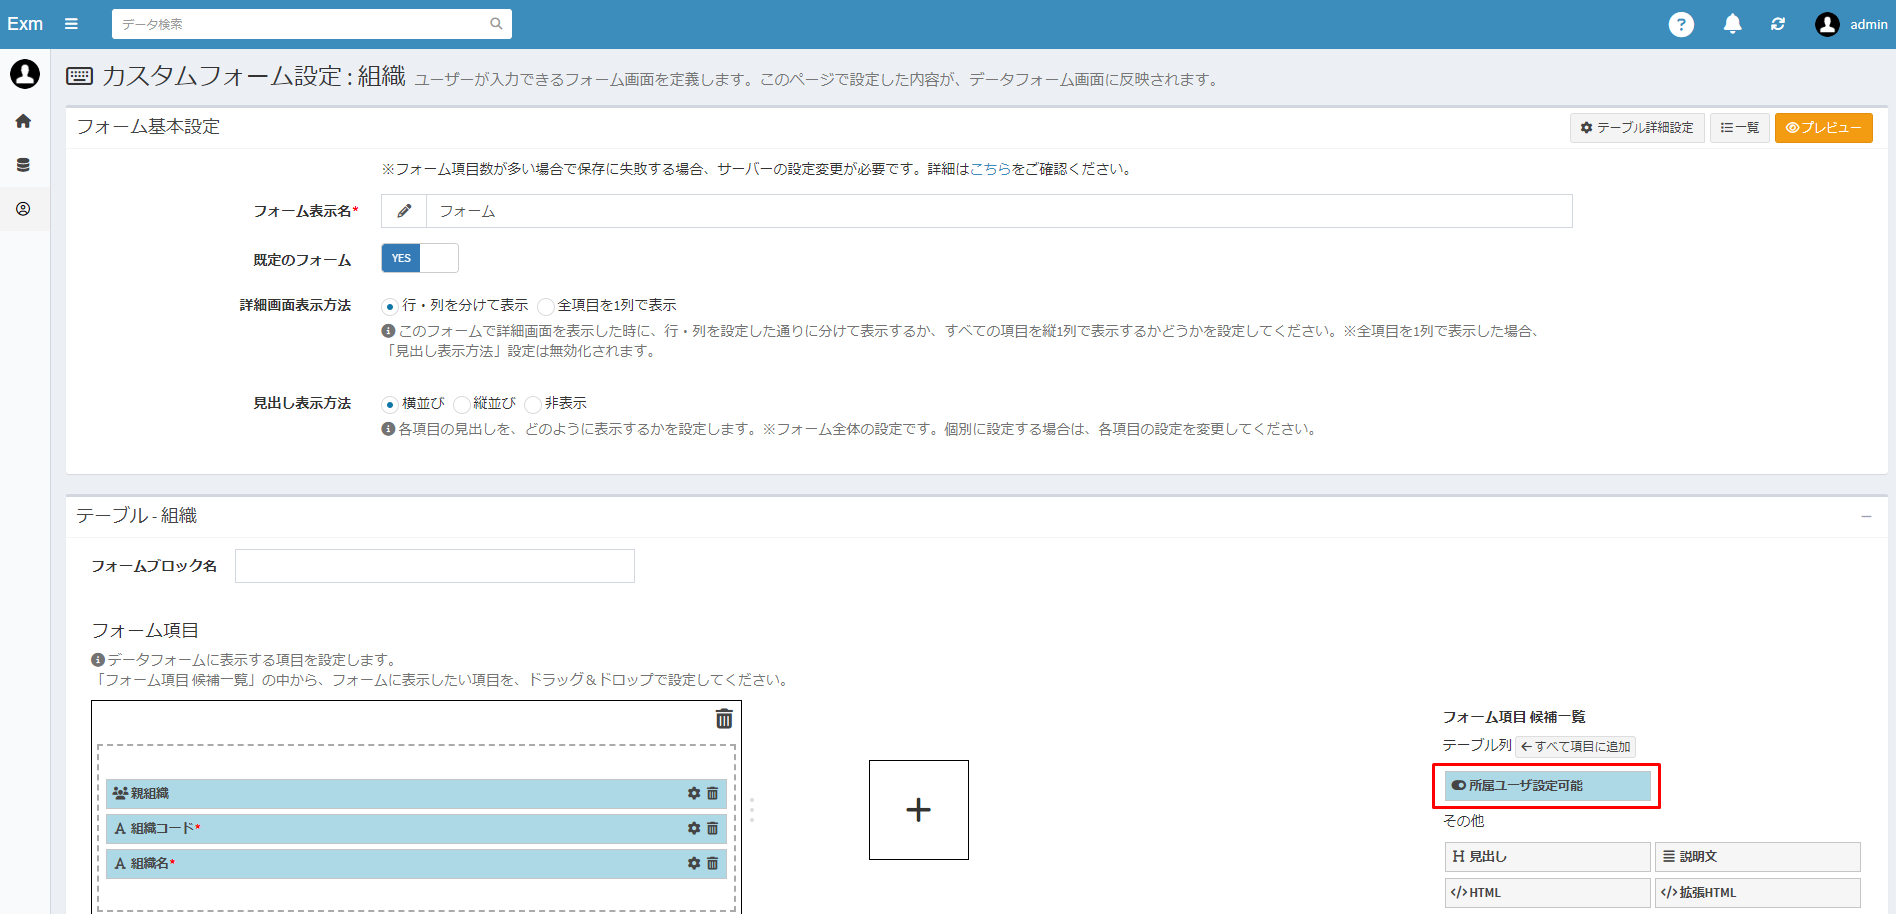 Exm
データ検索
?
admin
カスタムフォーム設定 : 組織 ユーザーが入力できるフォーム画面を定義します。このページで設定した内容が、データフォーム画面に反映されます。
フォーム基本設定
テーブル詳細設定
一覧
プレビュー
※フォーム項目数が多い場合で保存に失敗する場合、サーバーの設定変更が必要です。詳細はこちらをご確認ください。
フォーム表示名*
フォーム
既定のフォーム
YES
詳細画面表示方法
行・列を分けて表示 全項目を1列で表示
このフォームで詳細画面を表示した時に、行・列を設定した通りに分けて表示するか、すべての項目を縦1列で表示するかどうかを設定してください。※全項目を1列で表示した場合、
「見出し表示方法」設定は無効化されます。
見出し表示方法
横並び 縦並び 非表示
各項目の見出しを、どのように表示するかを設定します。※フォーム全体の設定です。個別に設定する場合は、各項目の設定を変更してください。
テーブル - 組織
フォームブロック名
フォーム項目
データフォームに表示する項目を設定します。
「フォーム項目 候補一覧」の中から、フォームに表示したい項目を、ドラッグ＆ドロップで設定してください。
親組織
組織コード*
組織名*
フォーム項目 候補一覧
テーブル列 すべて項目に追加
所属ユーザ設定可能
その他
見出し
説明文
HTML
拡張HTML